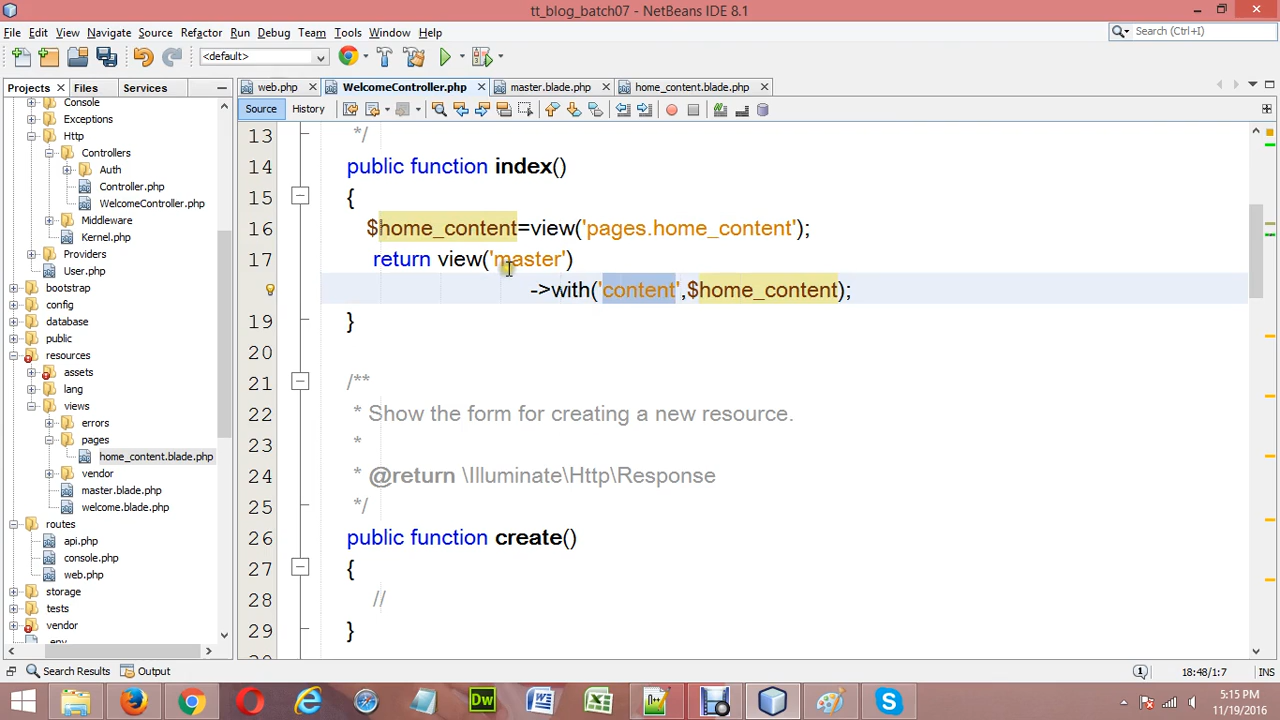 tt_blog_batch07 - NetBeans IDE 8.1
File Edit View Navigate Source Refactor Run Debug Team Tools Window Help
Search (Ctrl+I)
<default>
Projects Files Services
web.php WelcomeController.php master.blade.php home_content.blade.php
Source History
Console
Exceptions
Http
Controllers
Auth
Controller.php
WelcomeController.php
Middleware
Kernel.php
Providers
User.php
bootstrap
config
database
public
resources
assets
lang
views
errors
pages
home_content.blade.php
vendor
master.blade.php
welcome.blade.php
routes
api.php
console.php
web.php
storage
tests
vendor
.env
13 */
14 public function index()
15 {
16 $home_content=view('pages.home_content');
17 return view('master')
->with('content',$home_content);
19 }
20
21 /**
22 * Show the form for creating a new resource.
23 *
24 * @return \Illuminate\Http\Response
25 */
26 public function create()
27 {
28 //
29 }
Search Results Output
18:48/1:7 INS
5:15 PM
11/19/2016